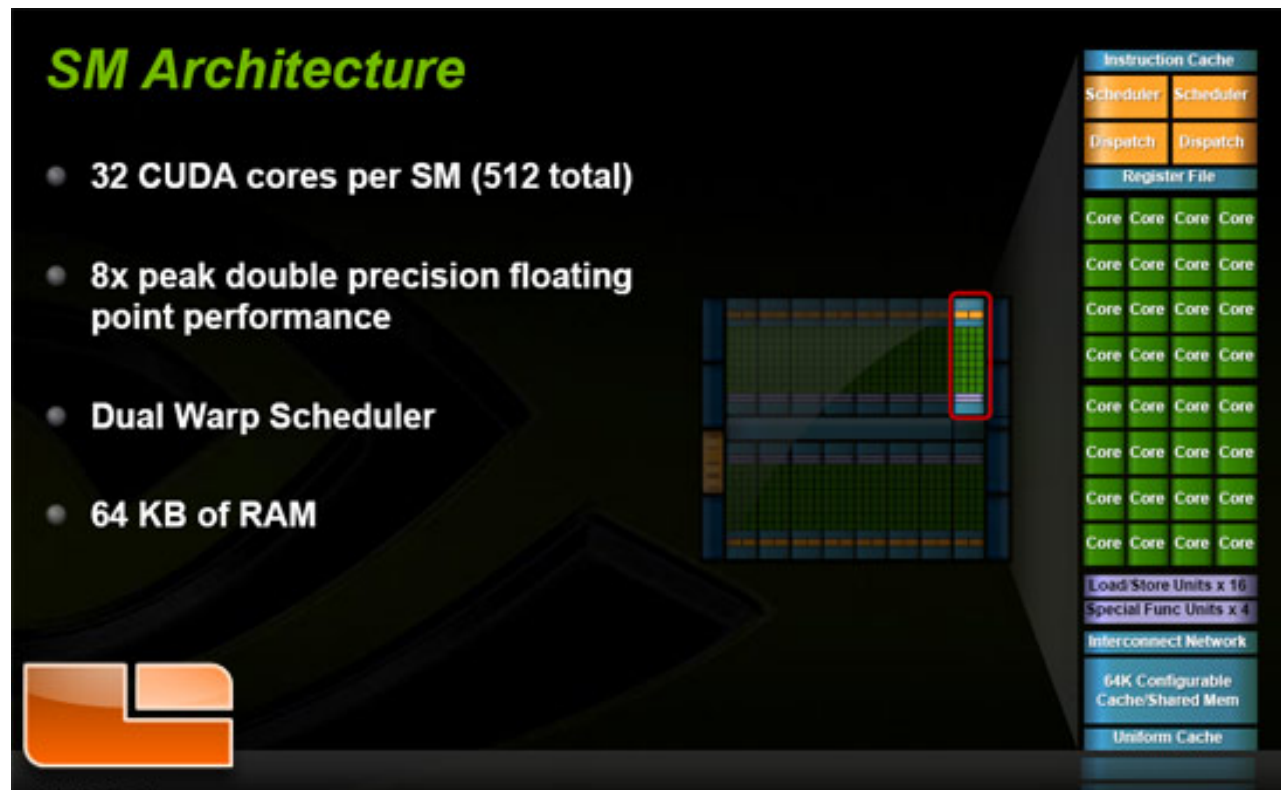 SM Architecture
32 CUDA cores per SM (512 total)
8x peak double precision floating
point performance
Dual Warp Scheduler
64 KB of RAM
Instruction Cache
Scheduler Scheduler
Dispatch Dispatch
Register File
Core Core Core Core
Core Core Core Core
Core Core Core Core
Core Core Core Core
Core Core Core Core
Core Core Core Core
Core Core Core Core
Core Core Core Core
Load/Store Units x 16
Special Func Units x 4
Interconnect Network
64K Configurable
Cache/Shared Mem
Uniform Cache